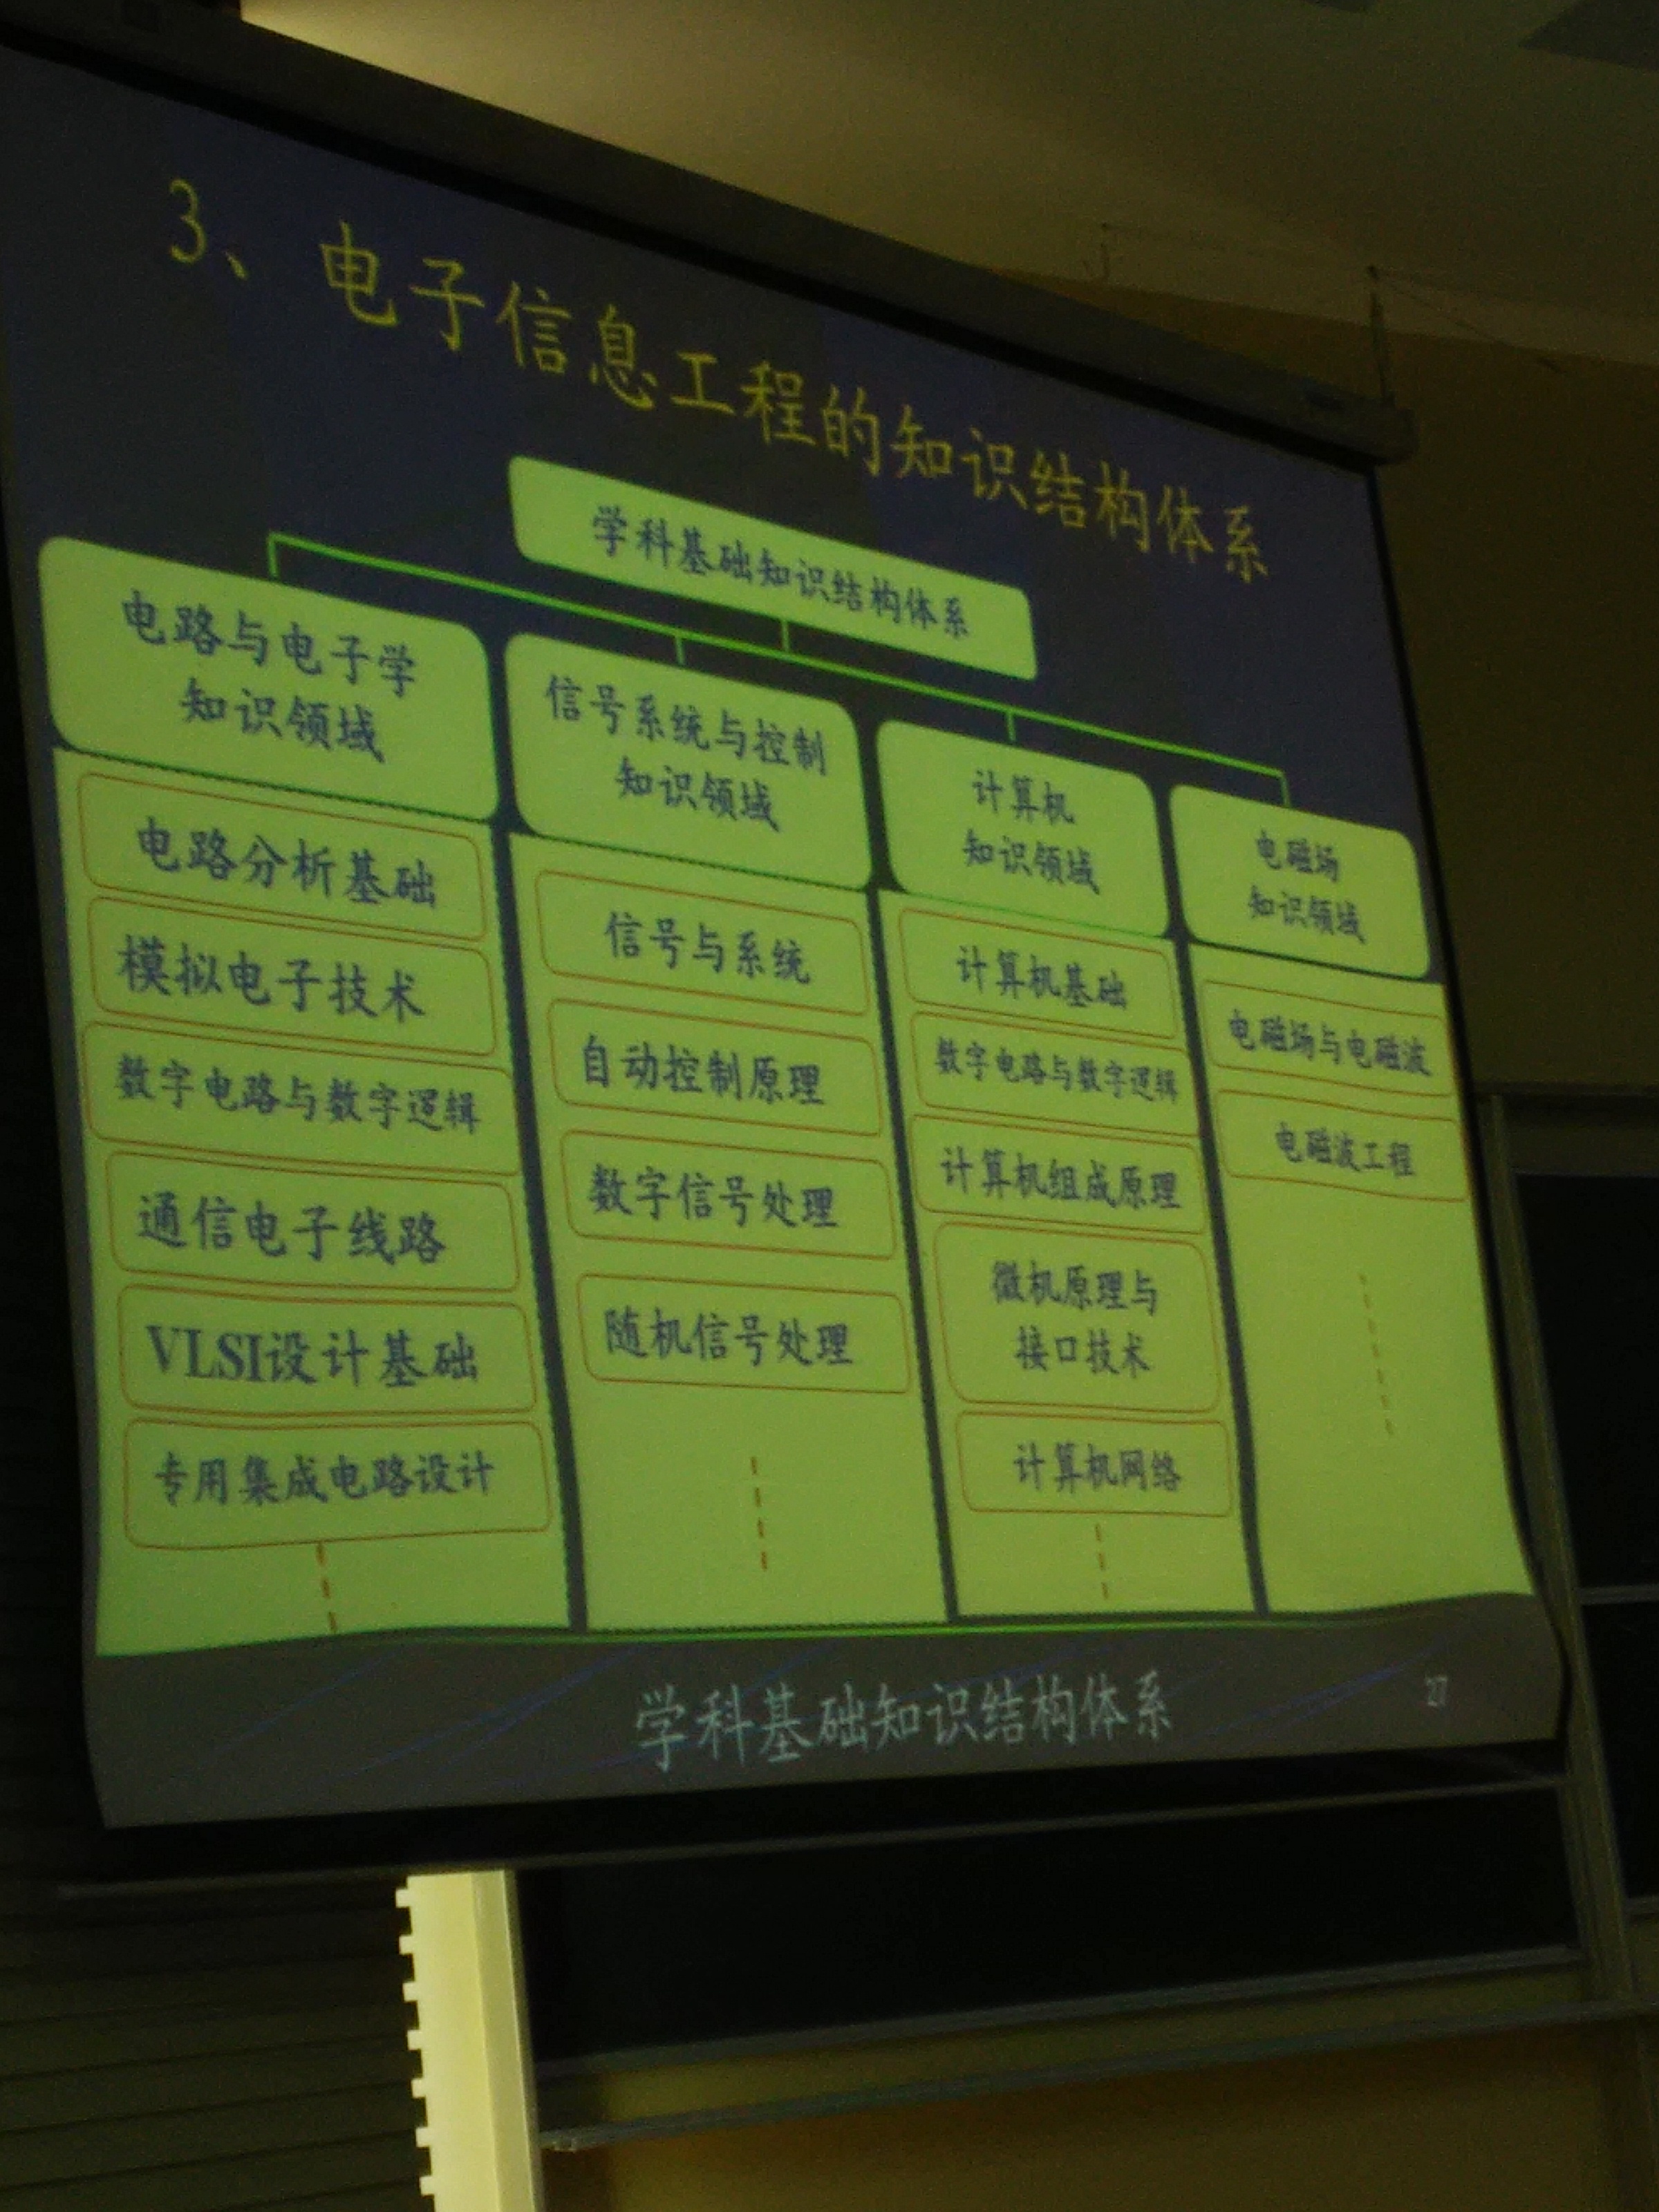 3、电子信息工程的知识结构体系
学科基础知识结构体系
电路与电子学
知识领域
电路分析基础
模拟电子技术
数字电路与数字逻辑
通信电子线路
VLSI设计基础
专用集成电路设计
信号系统与控制
知识领域
信号与系统
自动控制原理
数字信号处理
随机信号处理
计算机
知识领域
计算机基础
数字电路与数字逻辑
计算机组成原理
微机原理与
接口技术
计算机网络
电磁场
知识领域
电磁场与电磁波
电磁波工程
学科基础知识结构体系
27